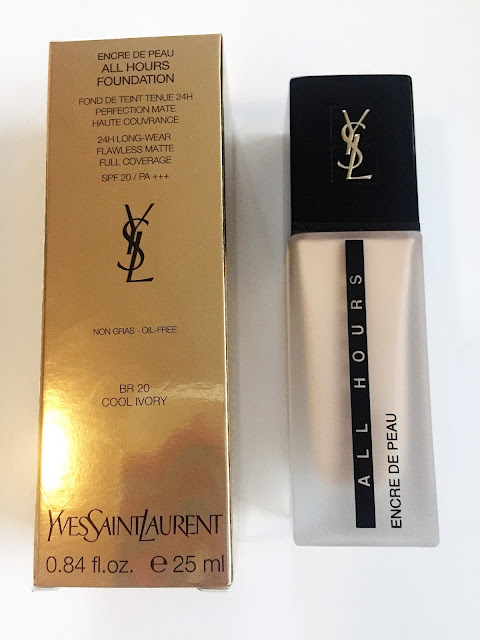 ENCRE DE PEAU
ALL HOURS
FOUNDATION
FOND DE TEINT TENUE 24H
PERFECTION MATE
HAUTE COUVRANCE
24H LONG-WEAR
FLAWLESS MATTE
FULL COVERAGE
SPF 20 / PA +++
YSL
NON GRAS - OIL-FREE
BR 20
COOL IVORY
YVESSAINTLAURENT
0.84 fl.oz. e 25 ml
YSL
ALL HOURS
ENCRE DE PEAU